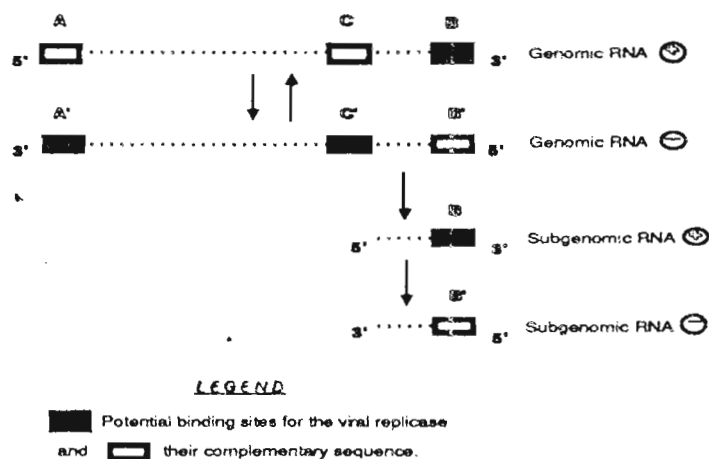 A C B
5' 3' Genomic RNA +
A' C' B'
3' 5' Genomic RNA −
B
5' 3' Subgenomic RNA +
B'
3' 5' Subgenomic RNA −
LEGEND
Potential binding sites for the viral replicase
and their complementary sequence.